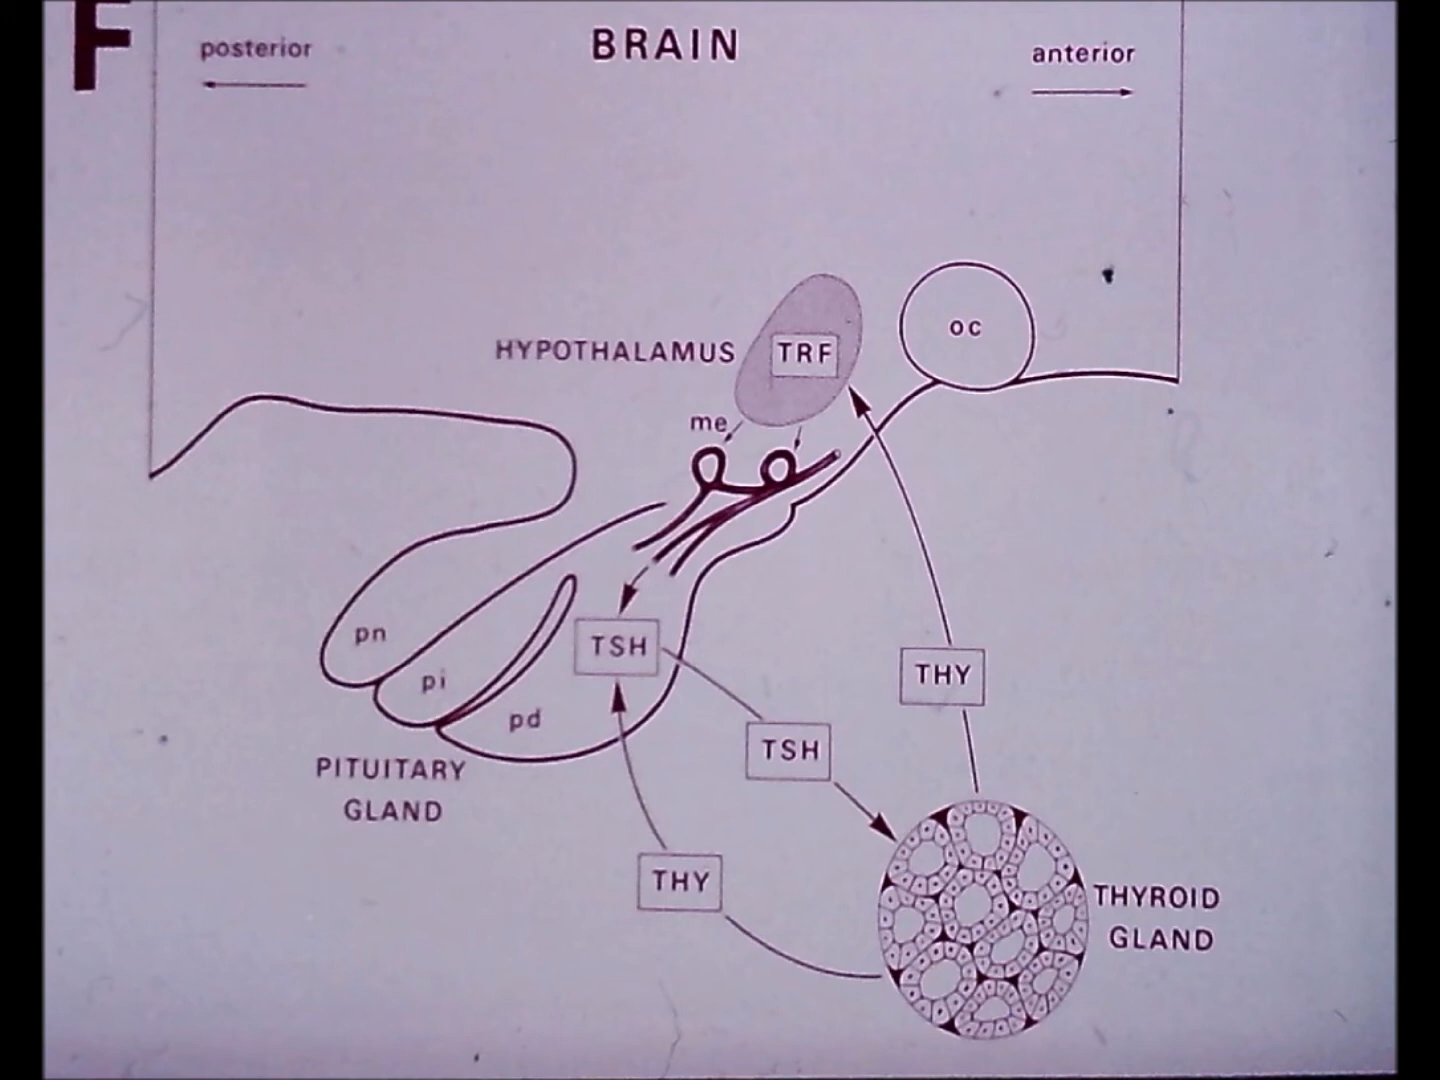 F
posterior
BRAIN
anterior
oc
HYPOTHALAMUS
TRF
me
pn
TSH
pi
THY
pd
TSH
PITUITARY
GLAND
THY
THYROID
GLAND